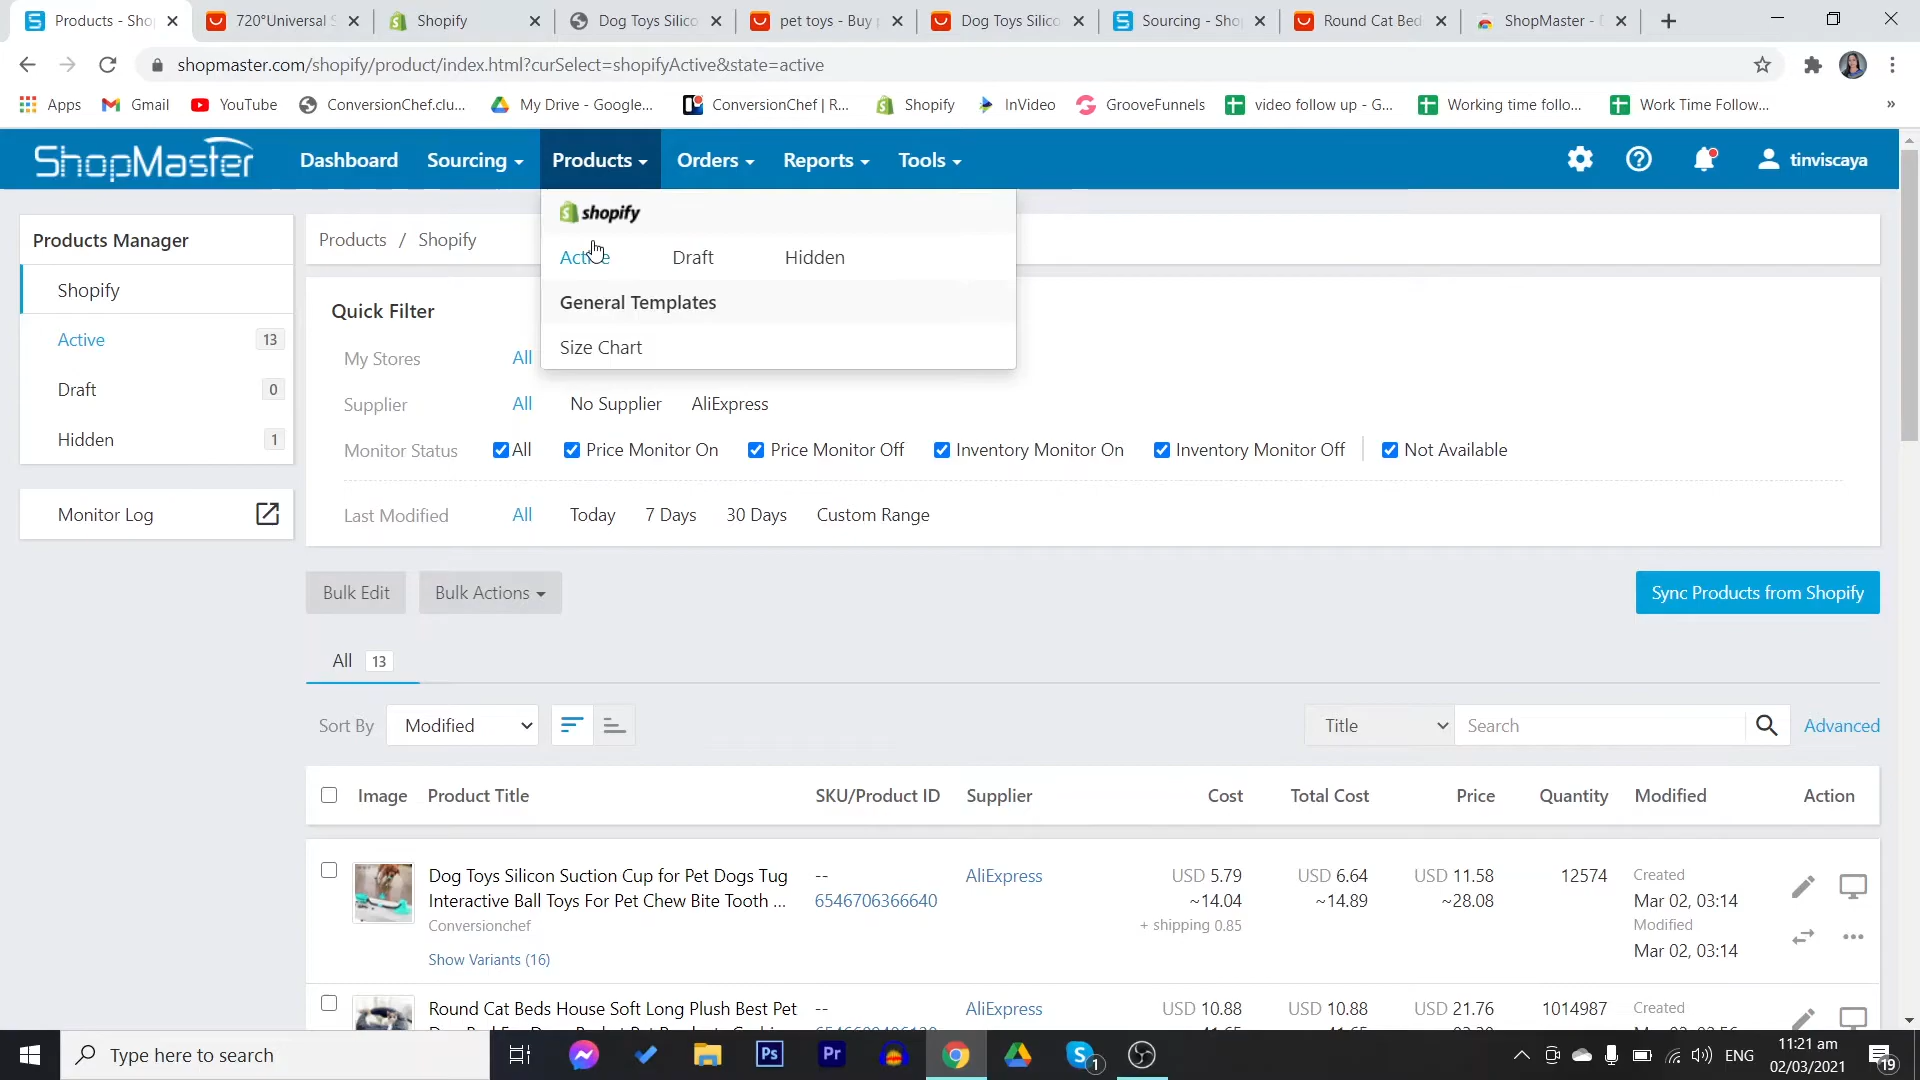 Products - Shop
720°Universal S
Shopify
Dog Toys Silico
pet toys - Buy
Dog Toys Silico
Sourcing - Shop
Round Cat Bed
ShopMaster -
shopmaster.com/shopify/product/index.html?curSelect=shopifyActive&state=active
Apps
Gmail
YouTube
ConversionChef.clu...
My Drive - Google...
ConversionChef | R...
Shopify
InVideo
GrooveFunnels
video follow up - G...
Working time follo...
Work Time Follow...
»
ShopMaster
Dashboard
Sourcing
Products
Orders
Reports
Tools
tinviscaya
Products Manager
Shopify
Active 13
Draft 0
Hidden 1
Monitor Log
Products / Shopify
shopify
Active Draft Hidden
General Templates
Size Chart
Quick Filter
My Stores All
Supplier All No Supplier AliExpress
Monitor Status All Price Monitor On Price Monitor Off Inventory Monitor On Inventory Monitor Off Not Available
Last Modified All Today 7 Days 30 Days Custom Range
Bulk Edit Bulk Actions Sync Products from Shopify
All 13
Sort By Modified Title Search Advanced
Image Product Title SKU/Product ID Supplier Cost Total Cost Price Quantity Modified Action
Dog Toys Silicon Suction Cup for Pet Dogs Tug
Interactive Ball Toys For Pet Chew Bite Tooth ...
Conversionchef
Show Variants (16)
--
6546706366640
AliExpress
USD 5.79
~14.04
+ shipping 0.85
USD 6.64
~14.89
USD 11.58
~28.08
12574
Created
Mar 02, 03:14
Modified
Mar 02, 03:14
Round Cat Beds House Soft Long Plush Best Pet
--
AliExpress
USD 10.88
USD 10.88
USD 21.76
1014987
Created
Type here to search
Ps
Pr
1
ENG
11:21 am
02/03/2021
19